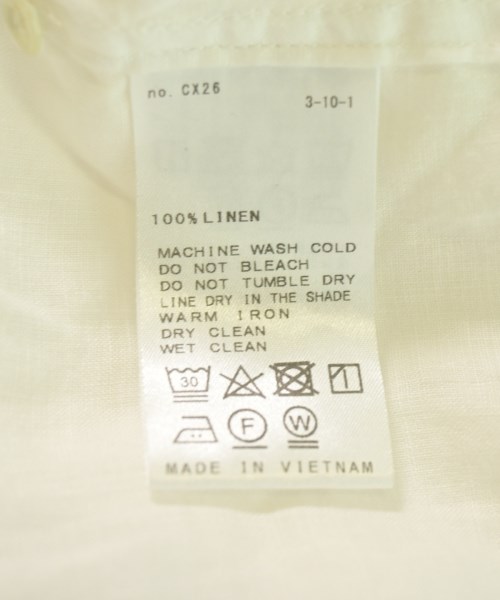 no. CX26
3-10-1
100% LINEN
MACHINE WASH COLD
DO NOT BLEACH
DO NOT TUMBLE DRY
LINE DRY IN THE SHADE
WARM IRON
DRY CLEAN
WET CLEAN
30
F W
MADE IN VIETNAM